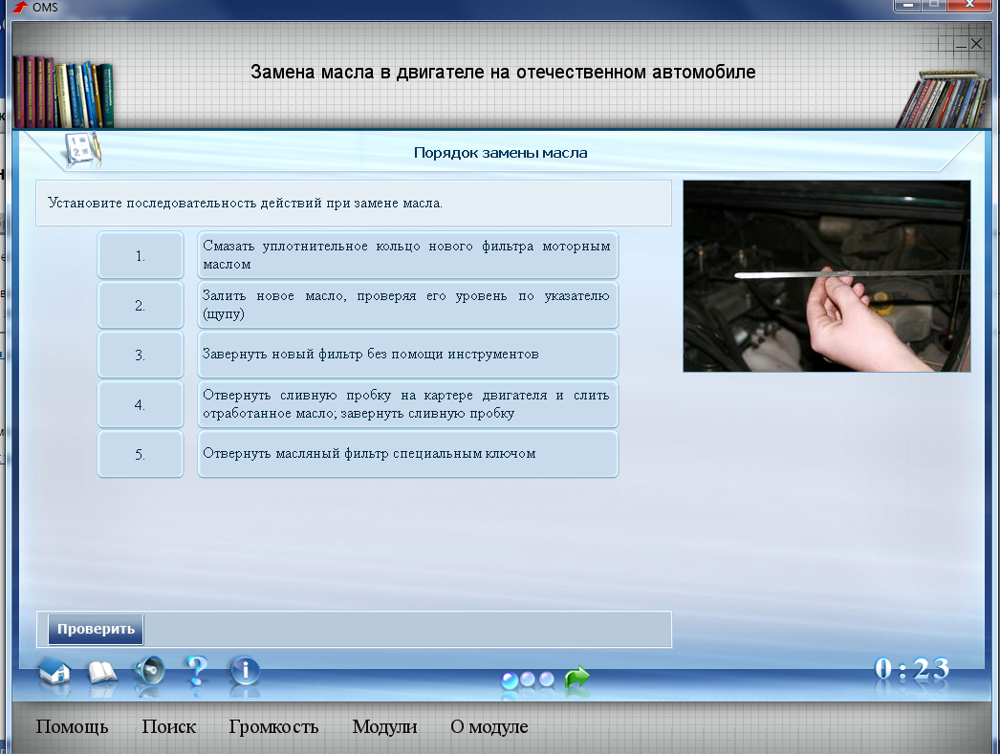 OMS
Замена масла в двигателе на отечественном автомобиле
Порядок замены масла
Установите последовательность действий при замене масла.
1.
Смазать уплотнительное кольцо нового фильтра моторным
маслом
2.
Залить новое масло, проверяя его уровень по указателю
(щупу)
3.
Завернуть новый фильтр без помощи инструментов
4.
Отвернуть сливную пробку на картере двигателя и слить
отработанное масло; завернуть сливную пробку
5.
Отвернуть масляный фильтр специальным ключом
Проверить
0:23
Помощь Поиск Громкость Модули О модуле